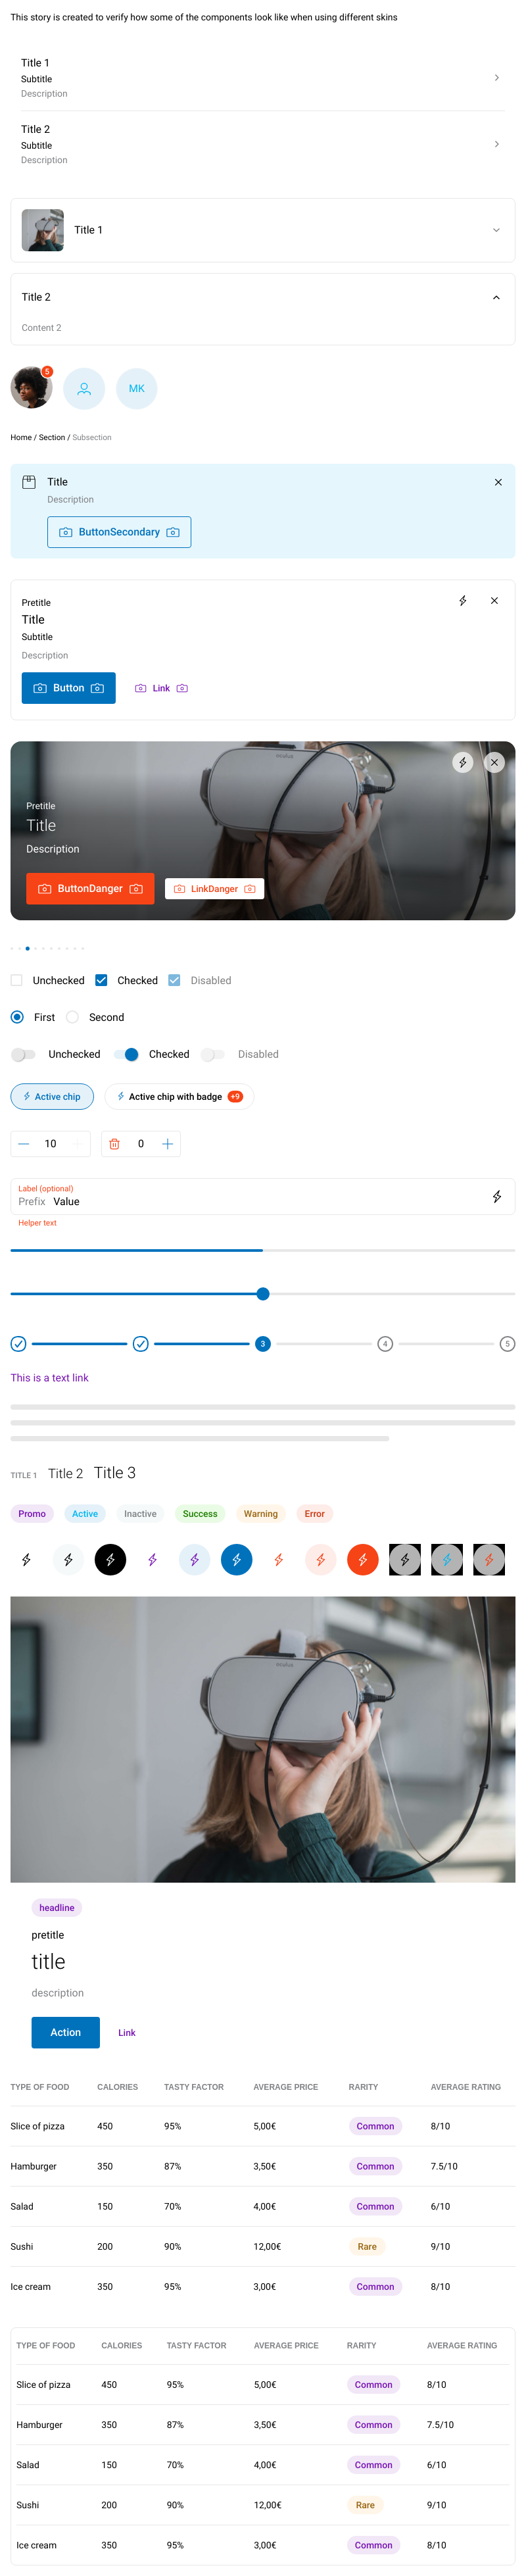 This story is created to verify how some of the components look like when using different skins
Title 1
Subtitle
Description
Title 2
Subtitle
Description
Title 1
Title 2
Content 2
5
MK
Home / Section / Subsection
Title
Description
ButtonSecondary
Pretitle
Title
Subtitle
Description
Button Link
oculus
Pretitle
Title
Description
ButtonDanger LinkDanger
Unchecked Checked Disabled
First Second
Unchecked Checked Disabled
Active chip Active chip with badge +9
10 0
Label (optional)
Prefix Value
Helper text
3 4 5
This is a text link
TITLE 1 Title 2 Title 3
Promo Active Inactive Success Warning Error
oculus
headline
pretitle
title
description
Action Link
TYPE OF FOOD CALORIES TASTY FACTOR AVERAGE PRICE RARITY AVERAGE RATING
Slice of pizza 450 95% 5,00€ Common 8/10
Hamburger 350 87% 3,50€ Common 7.5/10
Salad 150 70% 4,00€ Common 6/10
Sushi 200 90% 12,00€ Rare 9/10
Ice cream 350 95% 3,00€ Common 8/10
TYPE OF FOOD CALORIES TASTY FACTOR AVERAGE PRICE RARITY AVERAGE RATING
Slice of pizza 450 95% 5,00€ Common 8/10
Hamburger 350 87% 3,50€ Common 7.5/10
Salad 150 70% 4,00€ Common 6/10
Sushi 200 90% 12,00€ Rare 9/10
Ice cream 350 95% 3,00€ Common 8/10